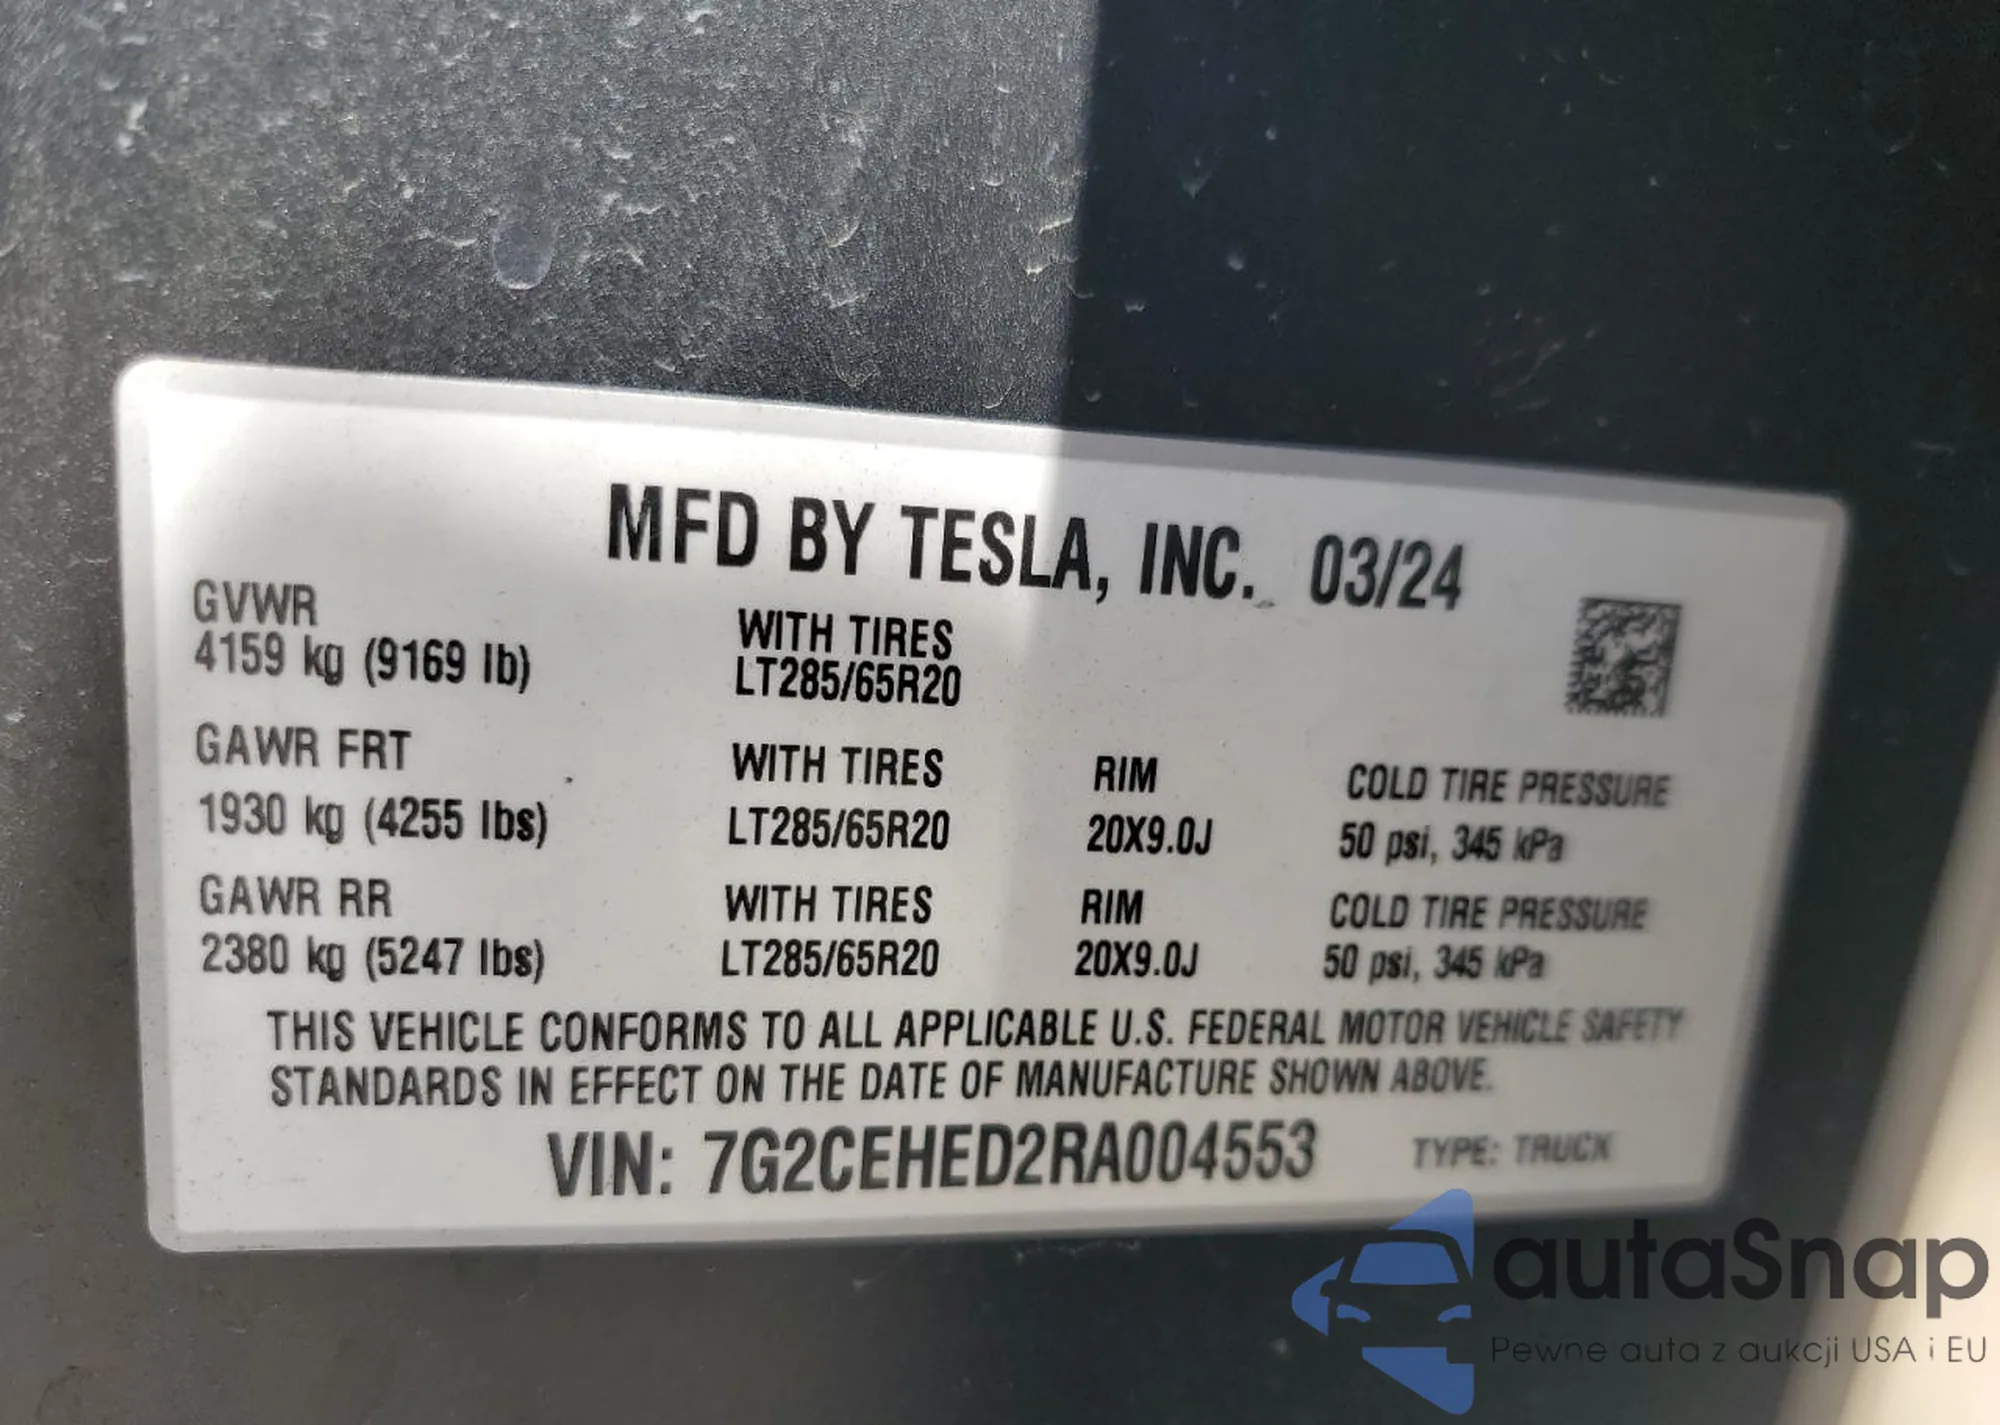 MFD BY TESLA, INC. 03/24
GVWR
4159 kg (9169 lb)
WITH TIRES
LT285/65R20
GAWR FRT WITH TIRES RIM COLD TIRE PRESSURE
1930 kg (4255 lbs) LT285/65R20 20X9.0J 50 psi, 345 kPa
GAWR RR WITH TIRES RIM COLD TIRE PRESSURE
2380 kg (5247 lbs) LT285/65R20 20X9.0J 50 psi, 345 kPa
THIS VEHICLE CONFORMS TO ALL APPLICABLE U.S. FEDERAL MOTOR VEHICLE SAFETY
STANDARDS IN EFFECT ON THE DATE OF MANUFACTURE SHOWN ABOVE.
VIN: 7G2CEHED2RA004553 TYPE: TRUCK
autaSnap
Pewne auta z aukcji USA i EU